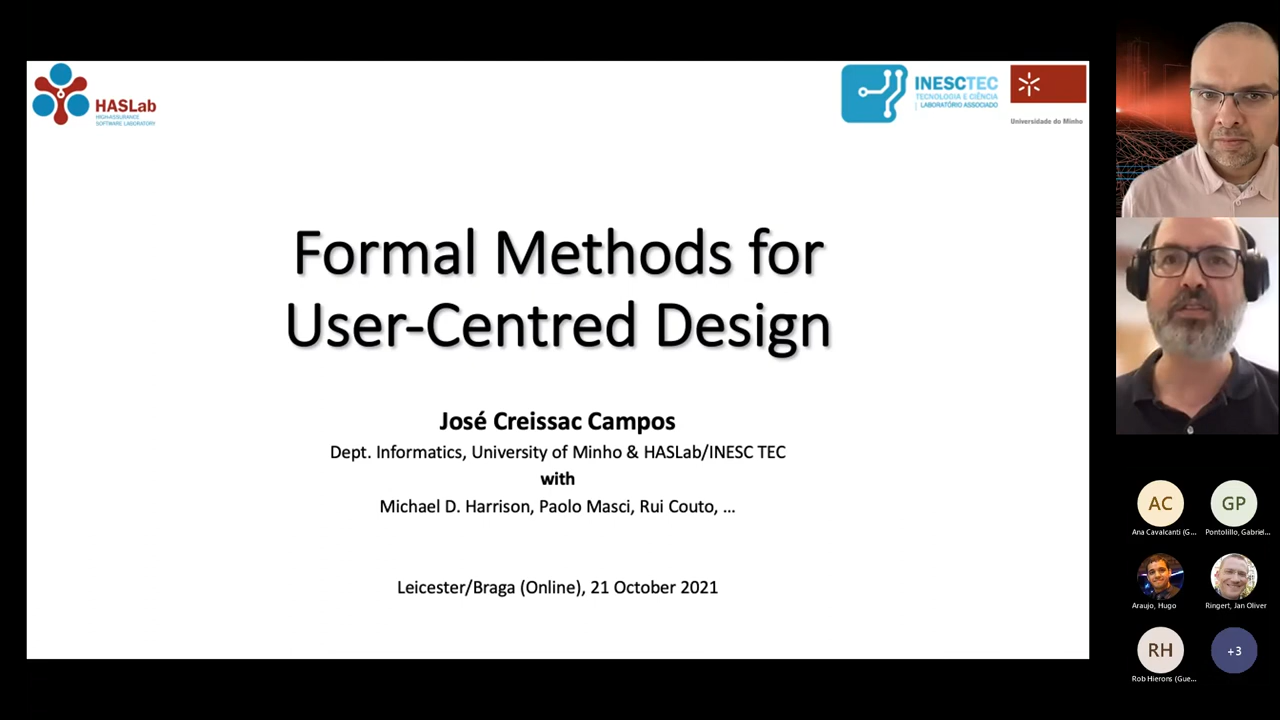 HASLab
HIGH-ASSURANCE
SOFTWARE LABORATORY
INESCTEC
TECNOLOGIA E CIÊNCIA
LABORATÓRIO ASSOCIADO
Universidade do Minho
Formal Methods for
User-Centred Design
José Creissac Campos
Dept. Informatics, University of Minho & HASLab/INESC TEC
with
Michael D. Harrison, Paolo Masci, Rui Couto, ...
Leicester/Braga (Online), 21 October 2021
AC
GP
Ana Cavalcanti (G...
Pontolillo, Gabriel...
Araujo, Hugo
Ringert, Jan Oliver
RH
+3
Rob Hierons (Gue...